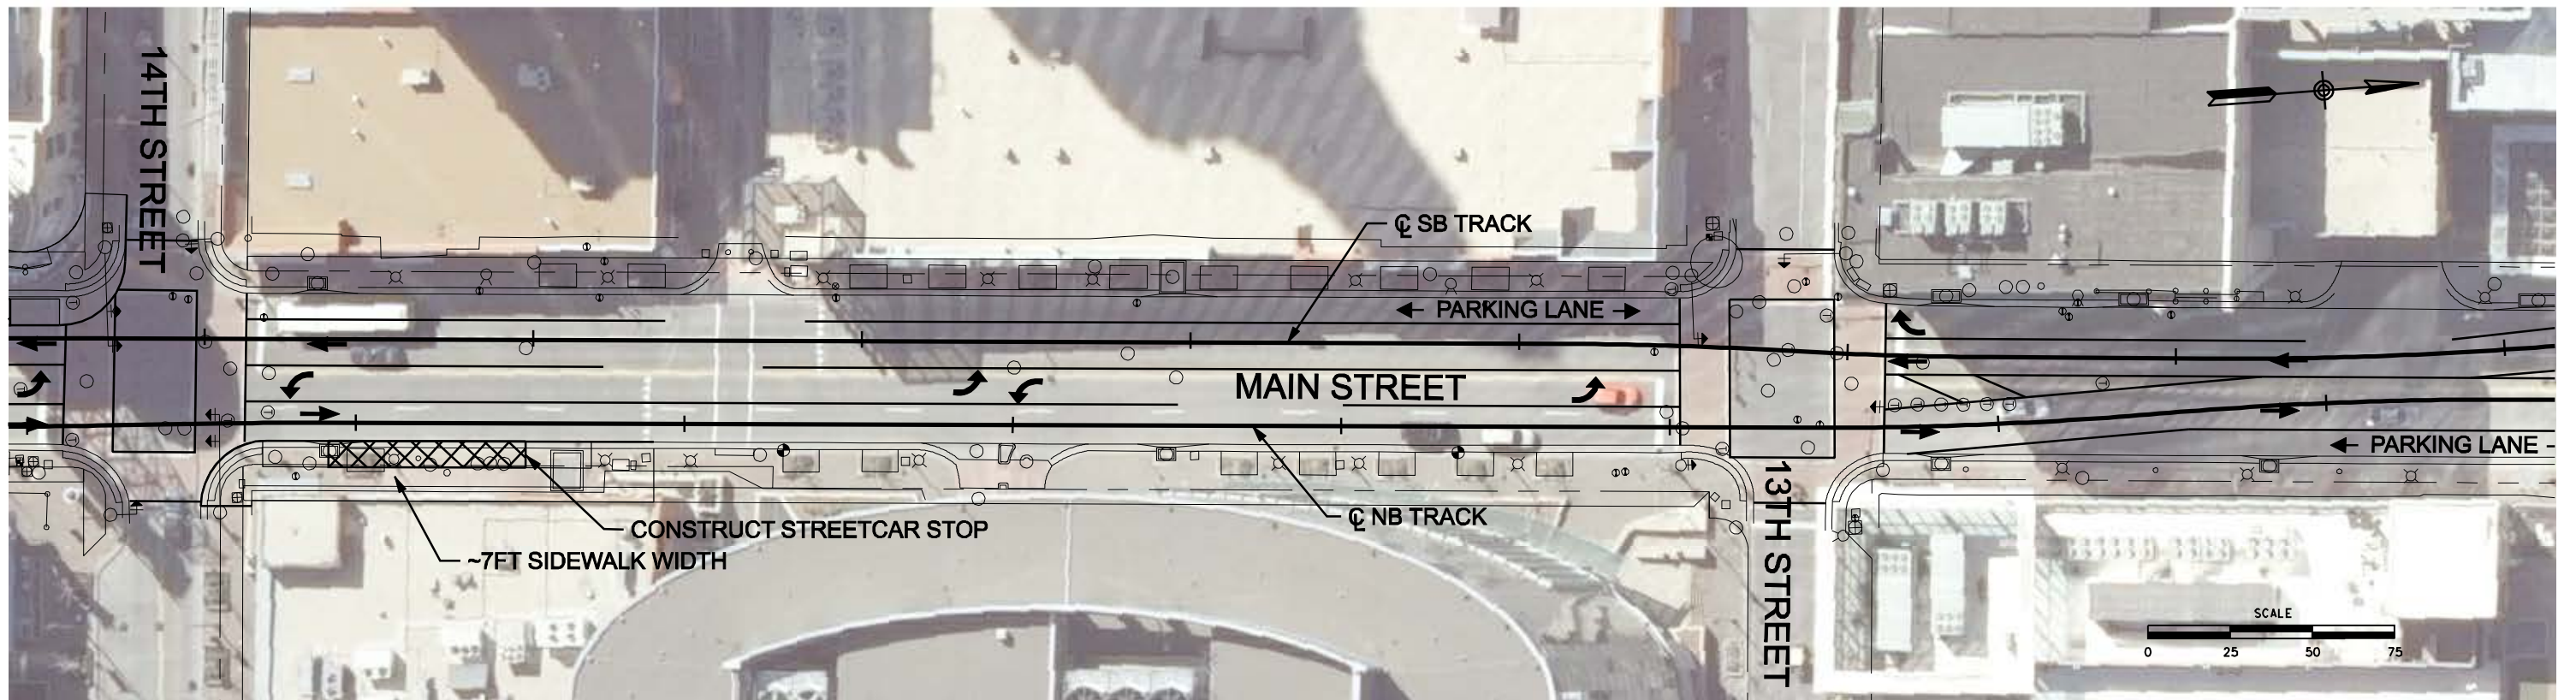 14TH STREET
℄ SB TRACK
← PARKING LANE →
MAIN STREET
← PARKING LANE
℄ NB TRACK
CONSTRUCT STREETCAR STOP
~7FT SIDEWALK WIDTH
13TH STREET
SCALE
0 25 50 75